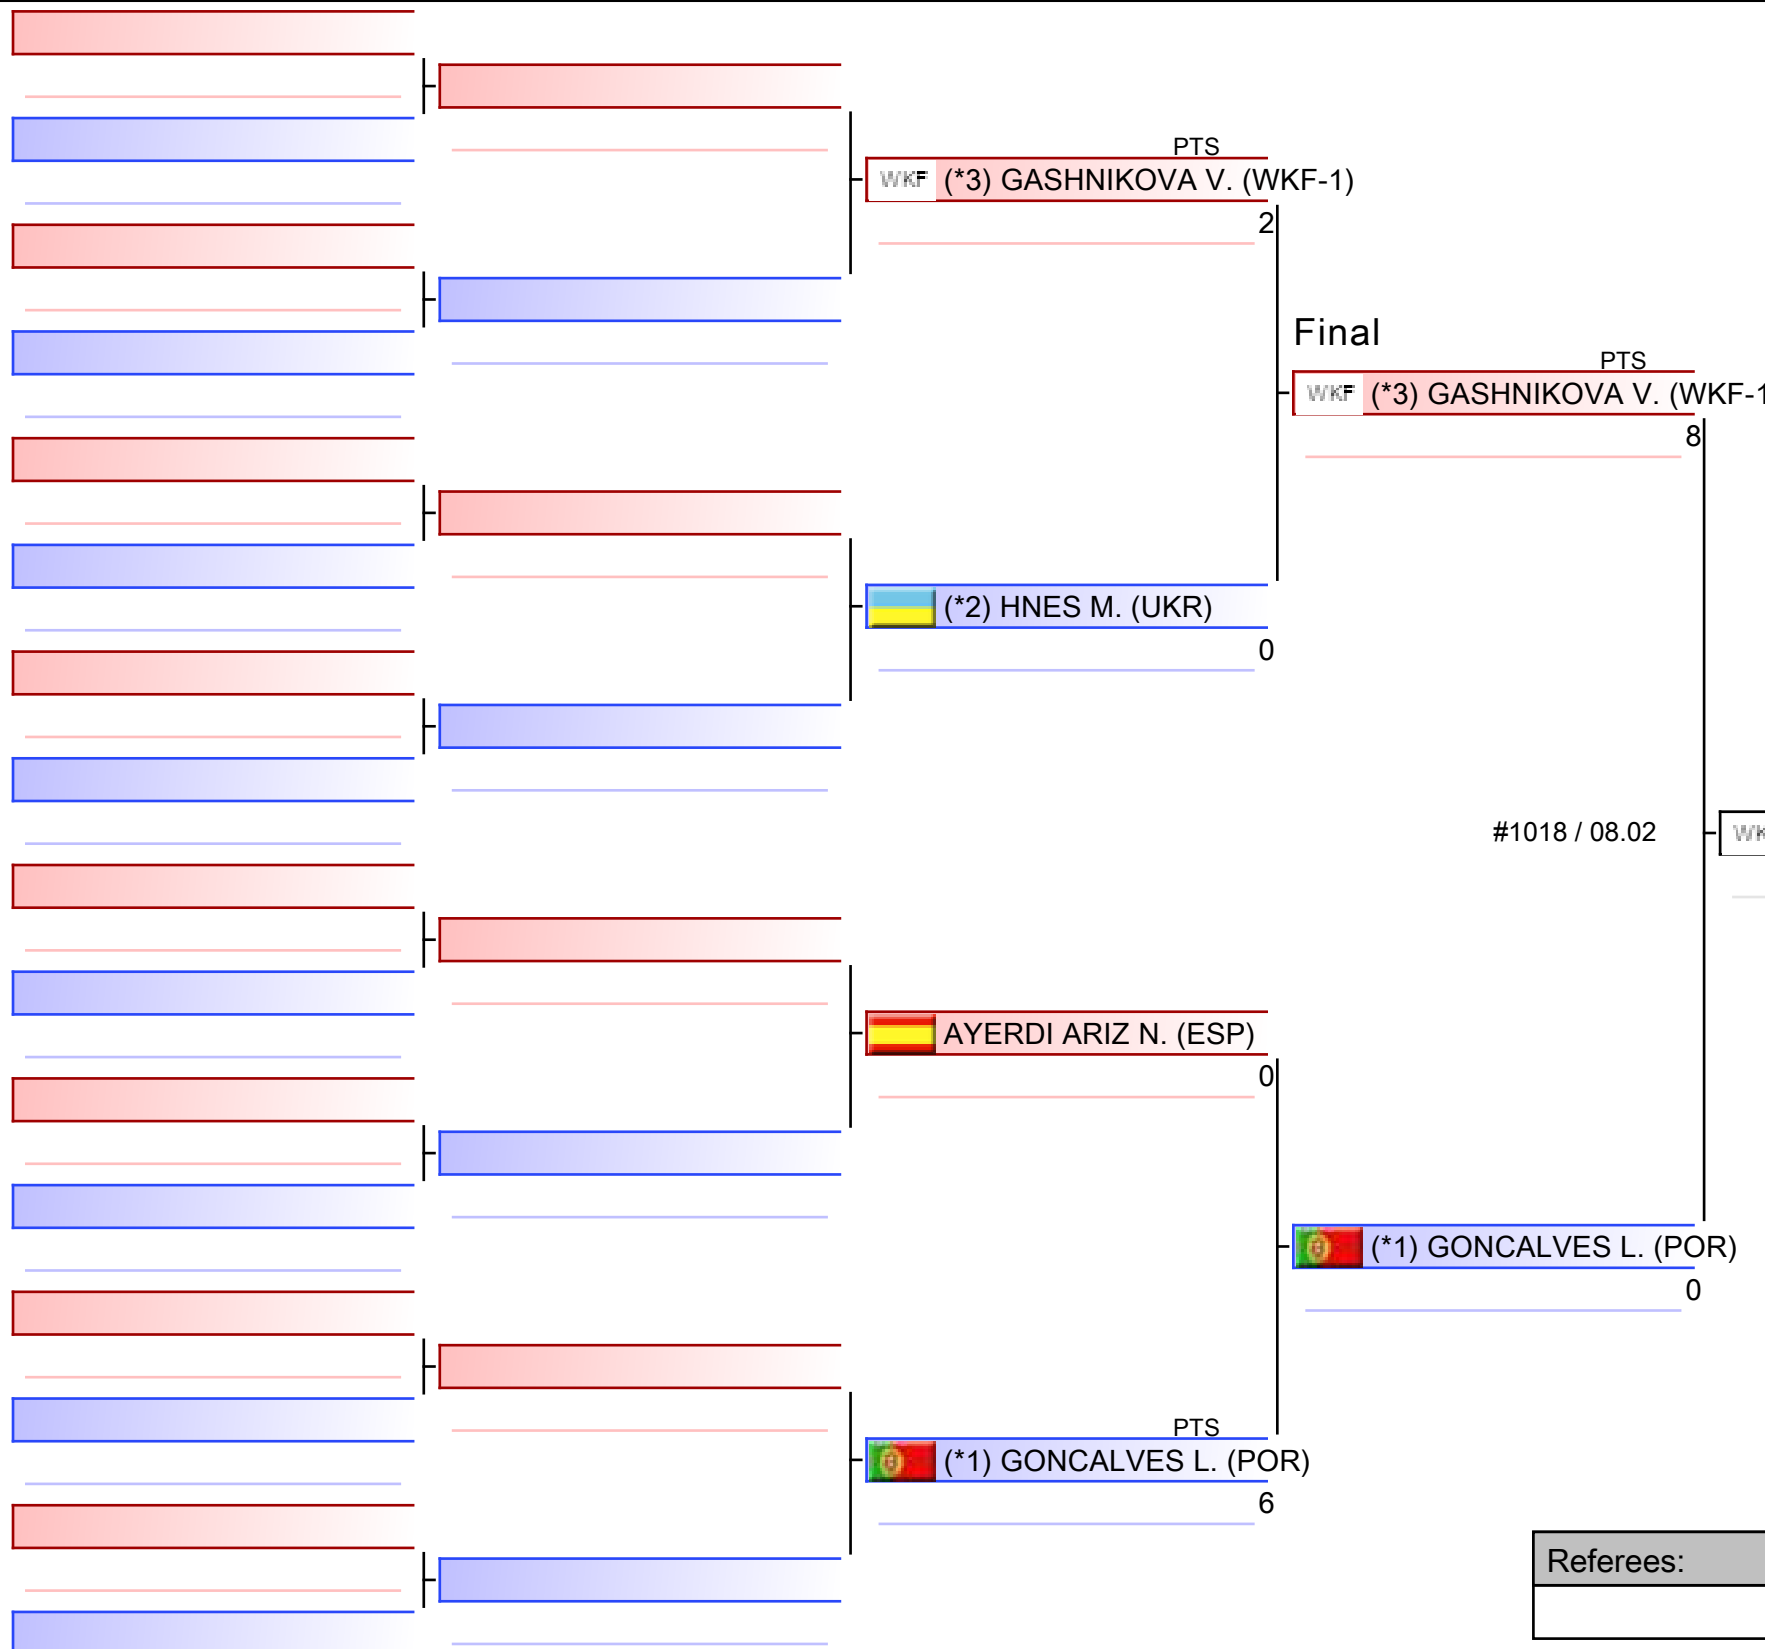 PTS
WKF (*3) GASHNIKOVA V. (WKF-1)
2
Final
PTS
WKF (*3) GASHNIKOVA V. (WKF-1
8
(*2) HNES M. (UKR)
0
#1018 / 08.02
WK
AYERDI ARIZ N. (ESP)
0
(*1) GONCALVES L. (POR)
0
PTS
(*1) GONCALVES L. (POR)
6
Referees: